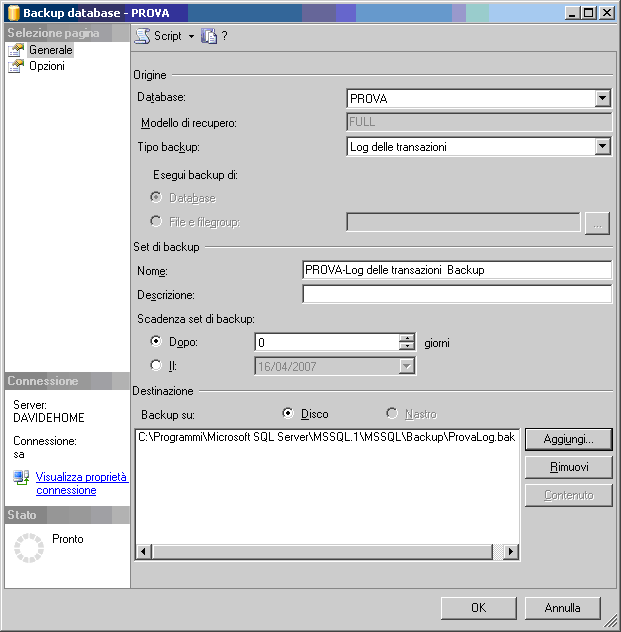 Backup database - PROVA
Selezione pagina
Generale
Opzioni
Script
?
Origine
Database:
PROVA
Modello di recupero:
FULL
Tipo backup:
Log delle transazioni
Esegui backup di:
Database
File e filegroup:
...
Set di backup
Nome:
PROVA-Log delle transazioni Backup
Descrizione:
Scadenza set di backup:
Dopo:
0
giorni
Il:
16/04/2007
Destinazione
Backup su:
Disco
Nastro
C:\Programmi\Microsoft SQL Server\MSSQL.1\MSSQL\Backup\ProvaLog.bak
Aggiungi...
Rimuovi
Contenuto
Connessione
Server:
DAVIDEHOME
Connessione:
sa
Visualizza proprietà
connessione
Stato
Pronto
OK
Annulla